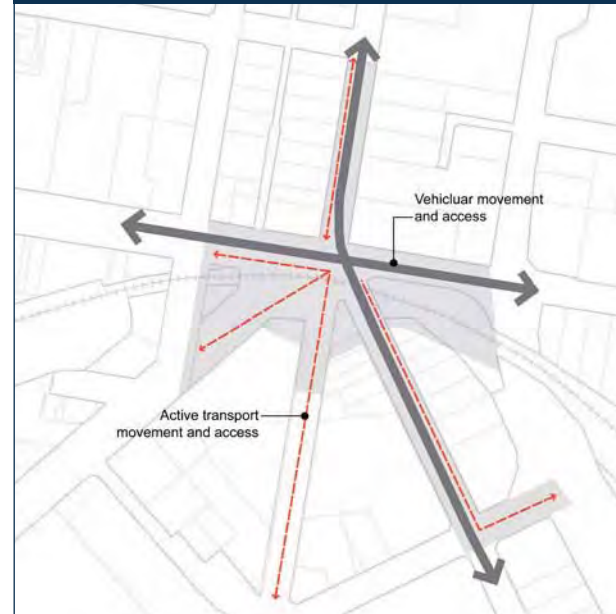 Vehicluar movement
and access
Active transport
movement and access